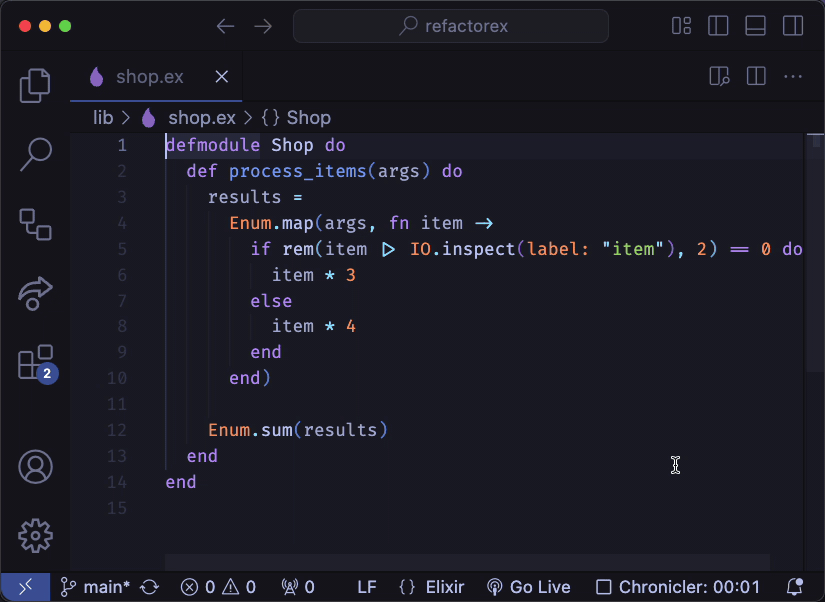 refactorex
shop.ex
lib > shop.ex > {} Shop
1 defmodule Shop do
2 def process_items(args) do
3 results =
4 Enum.map(args, fn item ->
5 if rem(item |> IO.inspect(label: "item"), 2) == 0 do
6 item * 3
7 else
8 item * 4
9 end
10 end)
11
12 Enum.sum(results)
13 end
14 end
15
2
main* 0 0 0 LF {} Elixir Go Live Chronicler: 00:01